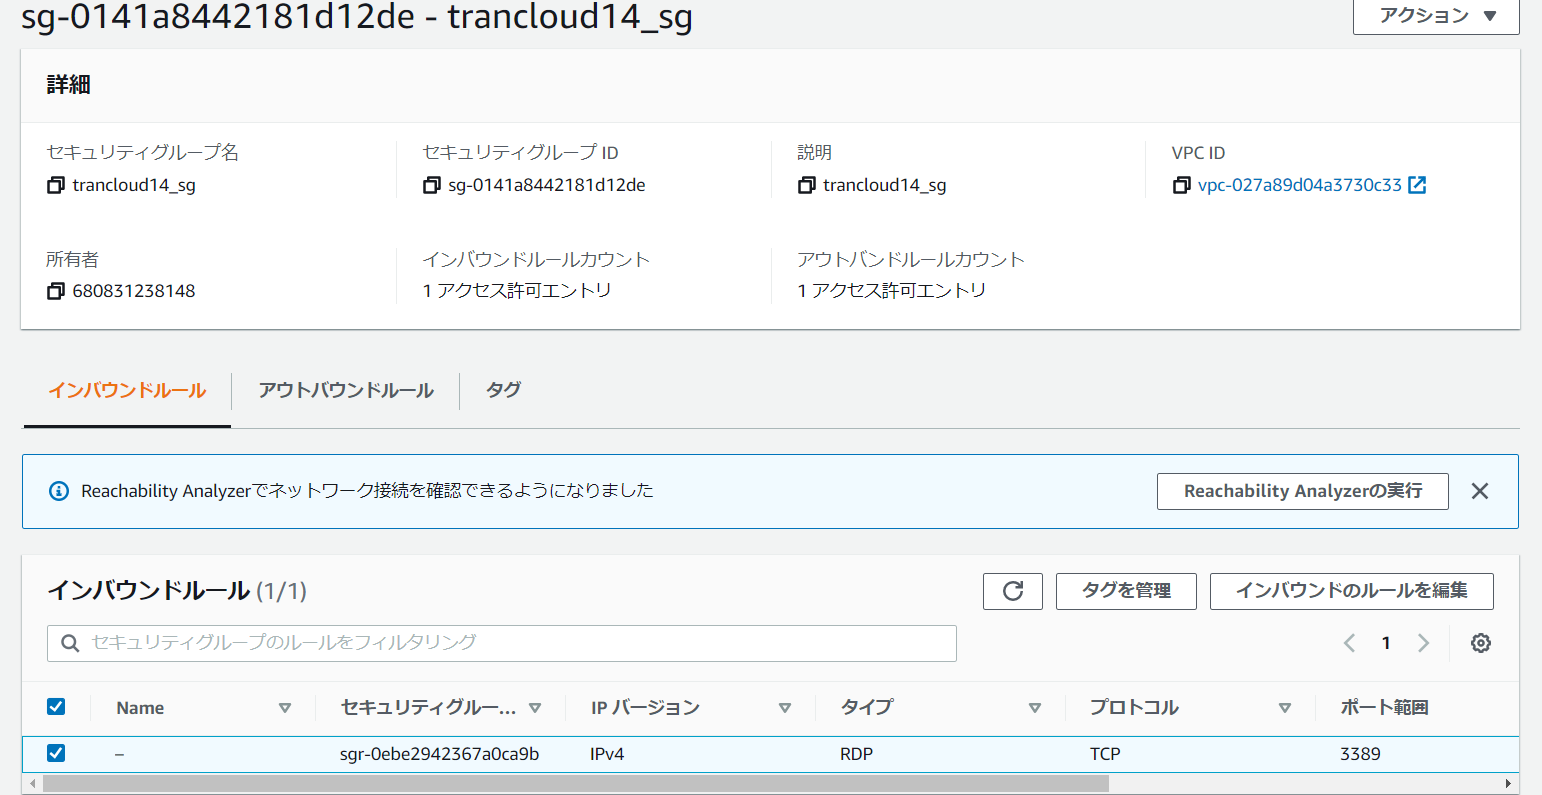 sg-0141a8442181d12de - trancloud14_sg
アクション
詳細
セキュリティグループ名
セキュリティグループ ID
説明
VPC ID
trancloud14_sg
sg-0141a8442181d12de
trancloud14_sg
vpc-027a89d04a3730c33
所有者
インバウンドルールカウント
アウトバンドルールカウント
680831238148
1 アクセス許可エントリ
1 アクセス許可エントリ
インバウンドルール
アウトバウンドルール
タグ
Reachability Analyzerでネットワーク接続を確認できるようになりました
Reachability Analyzerの実行
インバウンドルール (1/1)
タグを管理
インバウンドのルールを編集
セキュリティグループのルールをフィルタリング
1
Name
セキュリティグルー...
IP バージョン
タイプ
プロトコル
ポート範囲
–
sgr-0ebe2942367a0ca9b
IPv4
RDP
TCP
3389